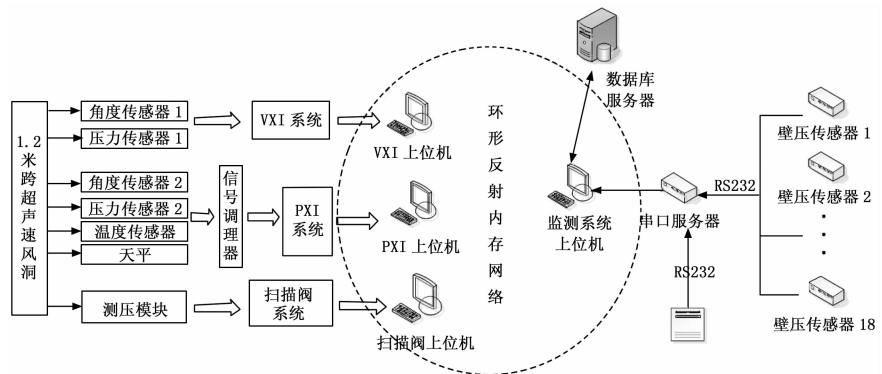 1.2
米
跨
超
声
速
风
洞
角度传感器 1
压力传感器 1
角度传感器 2
压力传感器 2
温度传感器
天平
测压模块
信
号
调
理
器
VXI 系统
PXI
系统
扫描阀
系统
VXI 上位机
PXI 上位机
扫描阀上位机
环
形
反
射
内
存
网
络
数据库
服务器
监测系统
上位机
串口服务器
RS232
RS232
壁压传感器 1
壁压传感器 2
壁压传感器 18